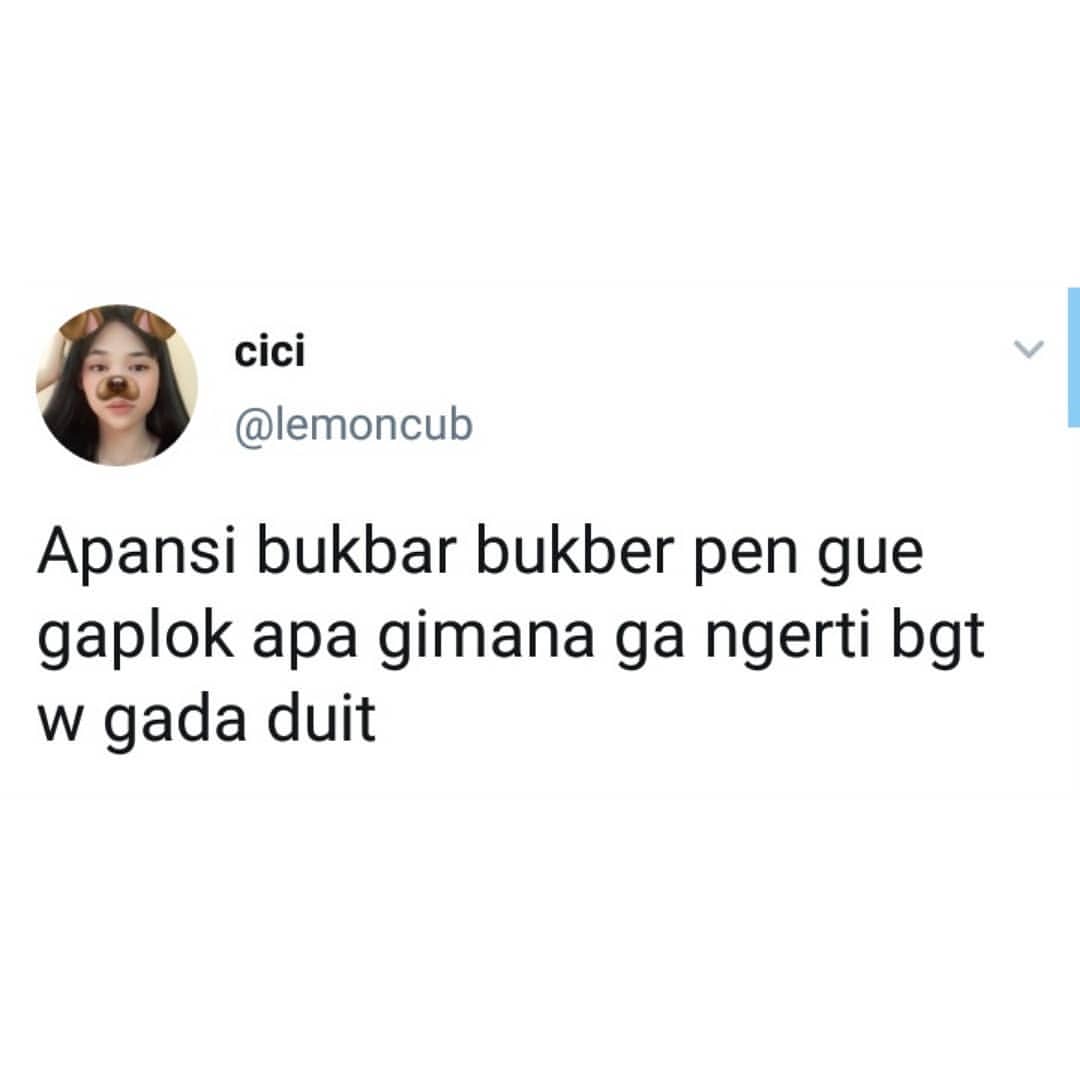 cici
@lemoncub
Apansi bukbar bukber pen gue
gaplok apa gimana ga ngerti bgt
w gada duit